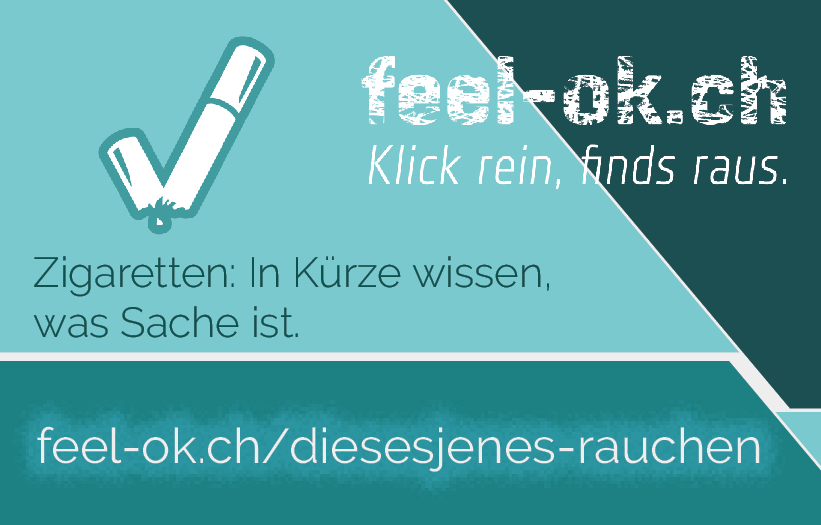 feel-ok.ch
Klick rein, finds raus.
Zigaretten: In Kürze wissen,
was Sache ist.
feel-ok.ch/diesesjenes-rauchen